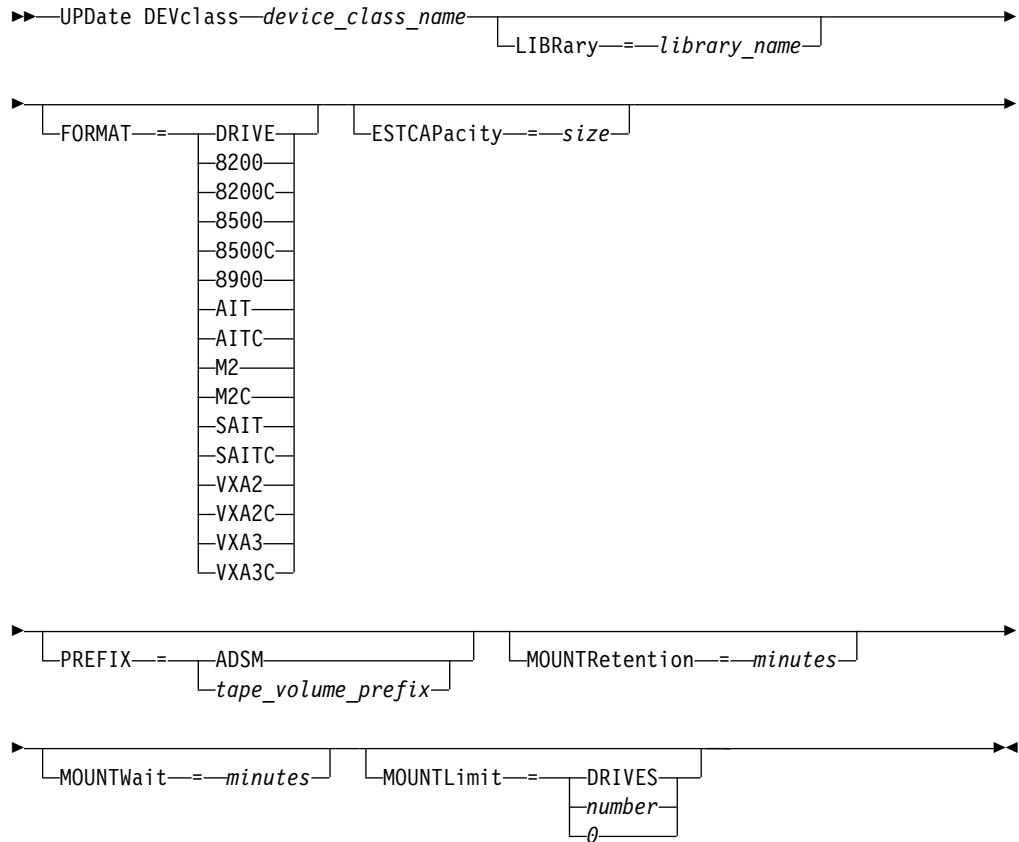 UPDate DEVclass device_class_name
LIBRary = library_name
FORMAT = DRIVE ESTCAPacity = size
8200
8200C
8500
8500C
8900
AIT
AITC
M2
M2C
SAIT
SAITC
VXA2
VXA2C
VXA3
VXA3C
PREFIX = ADSM MOUNTRetention = minutes
tape_volume_prefix
MOUNTWait = minutes MOUNTLimit = DRIVES
number
0